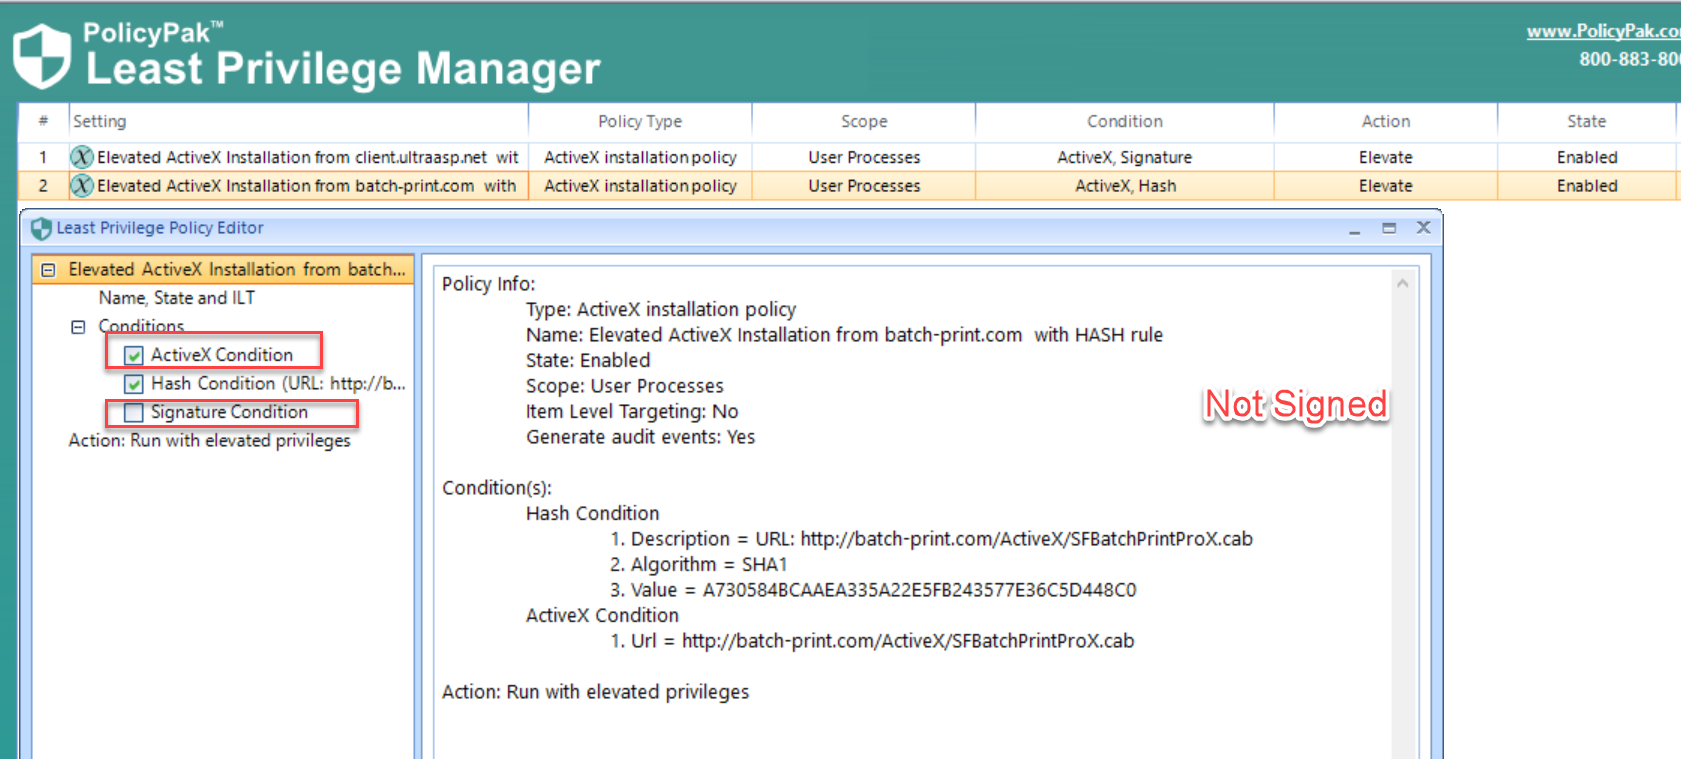 PolicyPak™
Least Privilege Manager
www.PolicyPak.co
800-883-80
# Setting Policy Type Scope Condition Action State
1 Elevated ActiveX Installation from client.ultraasp.net wit ActiveX installation policy User Processes ActiveX, Signature Elevate Enabled
2 Elevated ActiveX Installation from batch-print.com with ActiveX installation policy User Processes ActiveX, Hash Elevate Enabled
Least Privilege Policy Editor
Elevated ActiveX Installation from batch...
Name, State and ILT
Conditions
ActiveX Condition
Hash Condition (URL: http://b...
Signature Condition
Action: Run with elevated privileges
Policy Info:
Type: ActiveX installation policy
Name: Elevated ActiveX Installation from batch-print.com with HASH rule
State: Enabled
Scope: User Processes
Item Level Targeting: No
Generate audit events: Yes
Not Signed
Condition(s):
Hash Condition
1. Description = URL: http://batch-print.com/ActiveX/SFBatchPrintProX.cab
2. Algorithm = SHA1
3. Value = A730584BCAAEA335A22E5FB243577E36C5D448C0
ActiveX Condition
1. Url = http://batch-print.com/ActiveX/SFBatchPrintProX.cab
Action: Run with elevated privileges